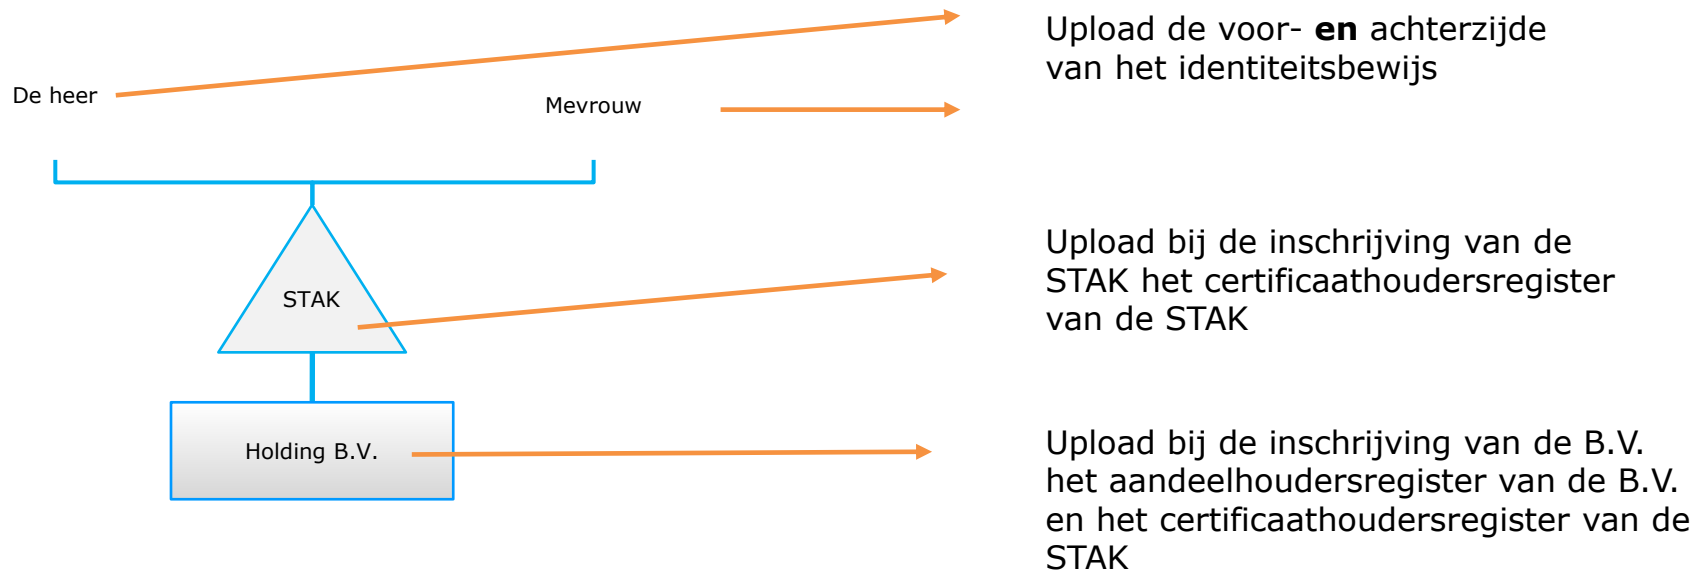 Upload de voor- en achterzijde
van het identiteitsbewijs
De heer
Mevrouw
Upload bij de inschrijving van de
STAK het certificaathoudersregister
van de STAK
STAK
Upload bij de inschrijving van de B.V.
het aandeelhoudersregister van de B.V.
en het certificaathoudersregister van de
STAK
Holding B.V.